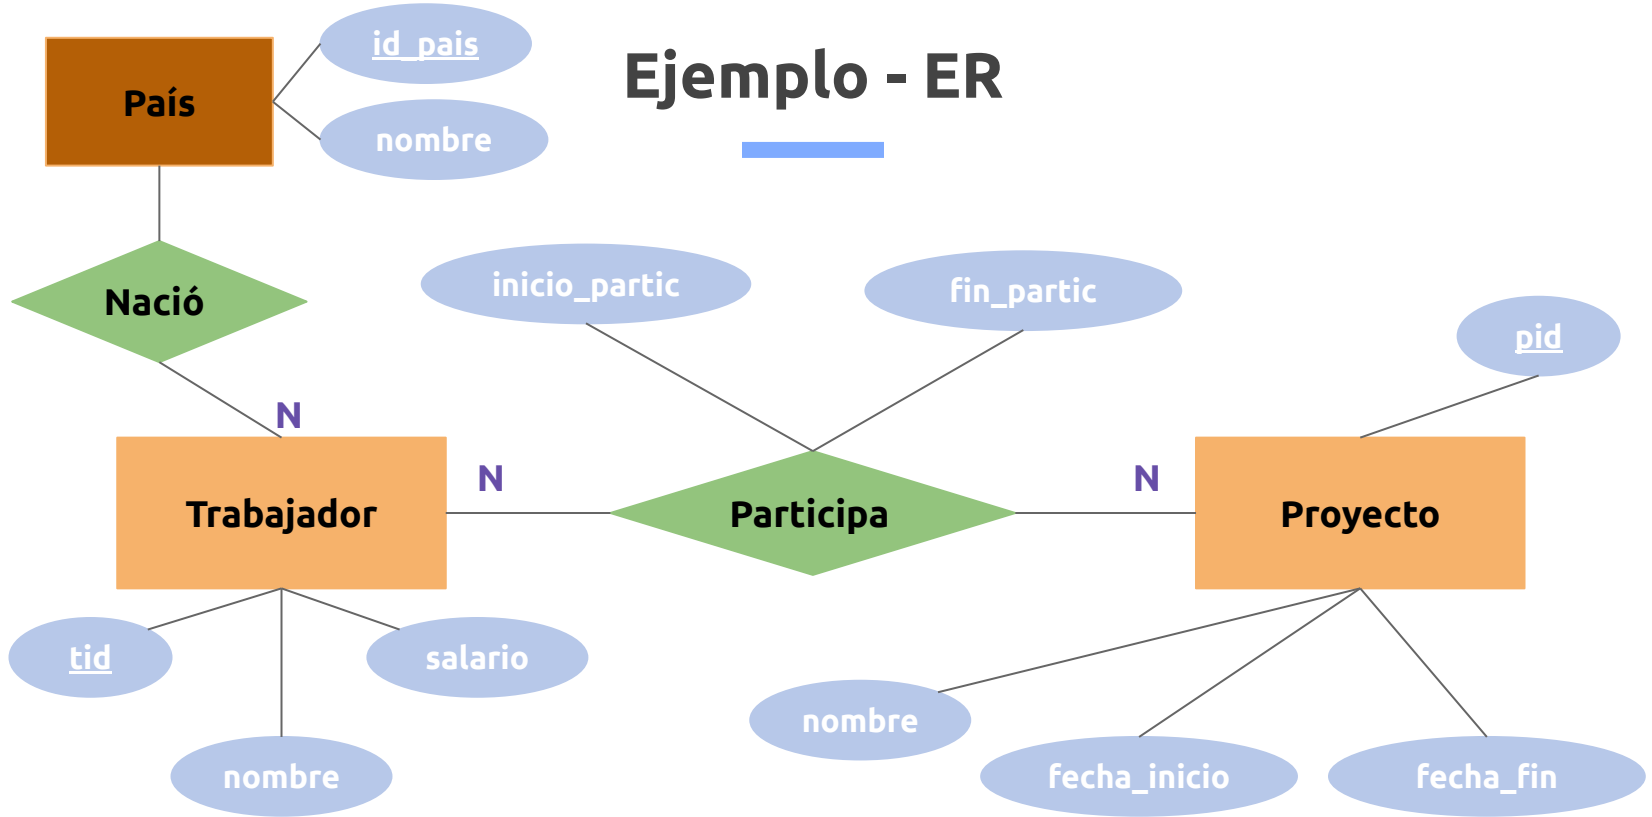 Ejemplo - ER
País
id_pais
nombre
Nació
inicio_partic
fin_partic
pid
N
N
N
Trabajador
Participa
Proyecto
tid
salario
nombre
nombre
fecha_inicio
fecha_fin